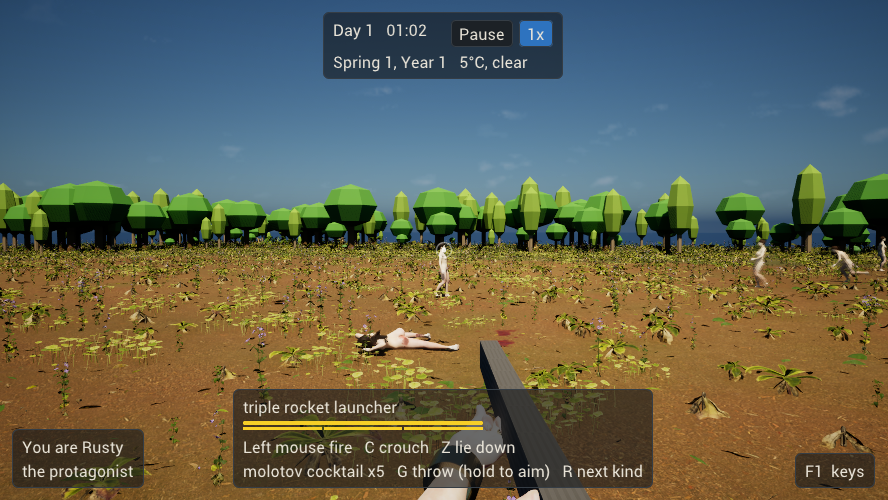 Day 1 01:02 Pause 1x
Spring 1, Year 1 5°C, clear
triple rocket launcher
Left mouse fire C crouch Z lie down
molotov cocktail x5 G throw (hold to aim) R next kind
You are Rusty
the protagonist
F1 keys